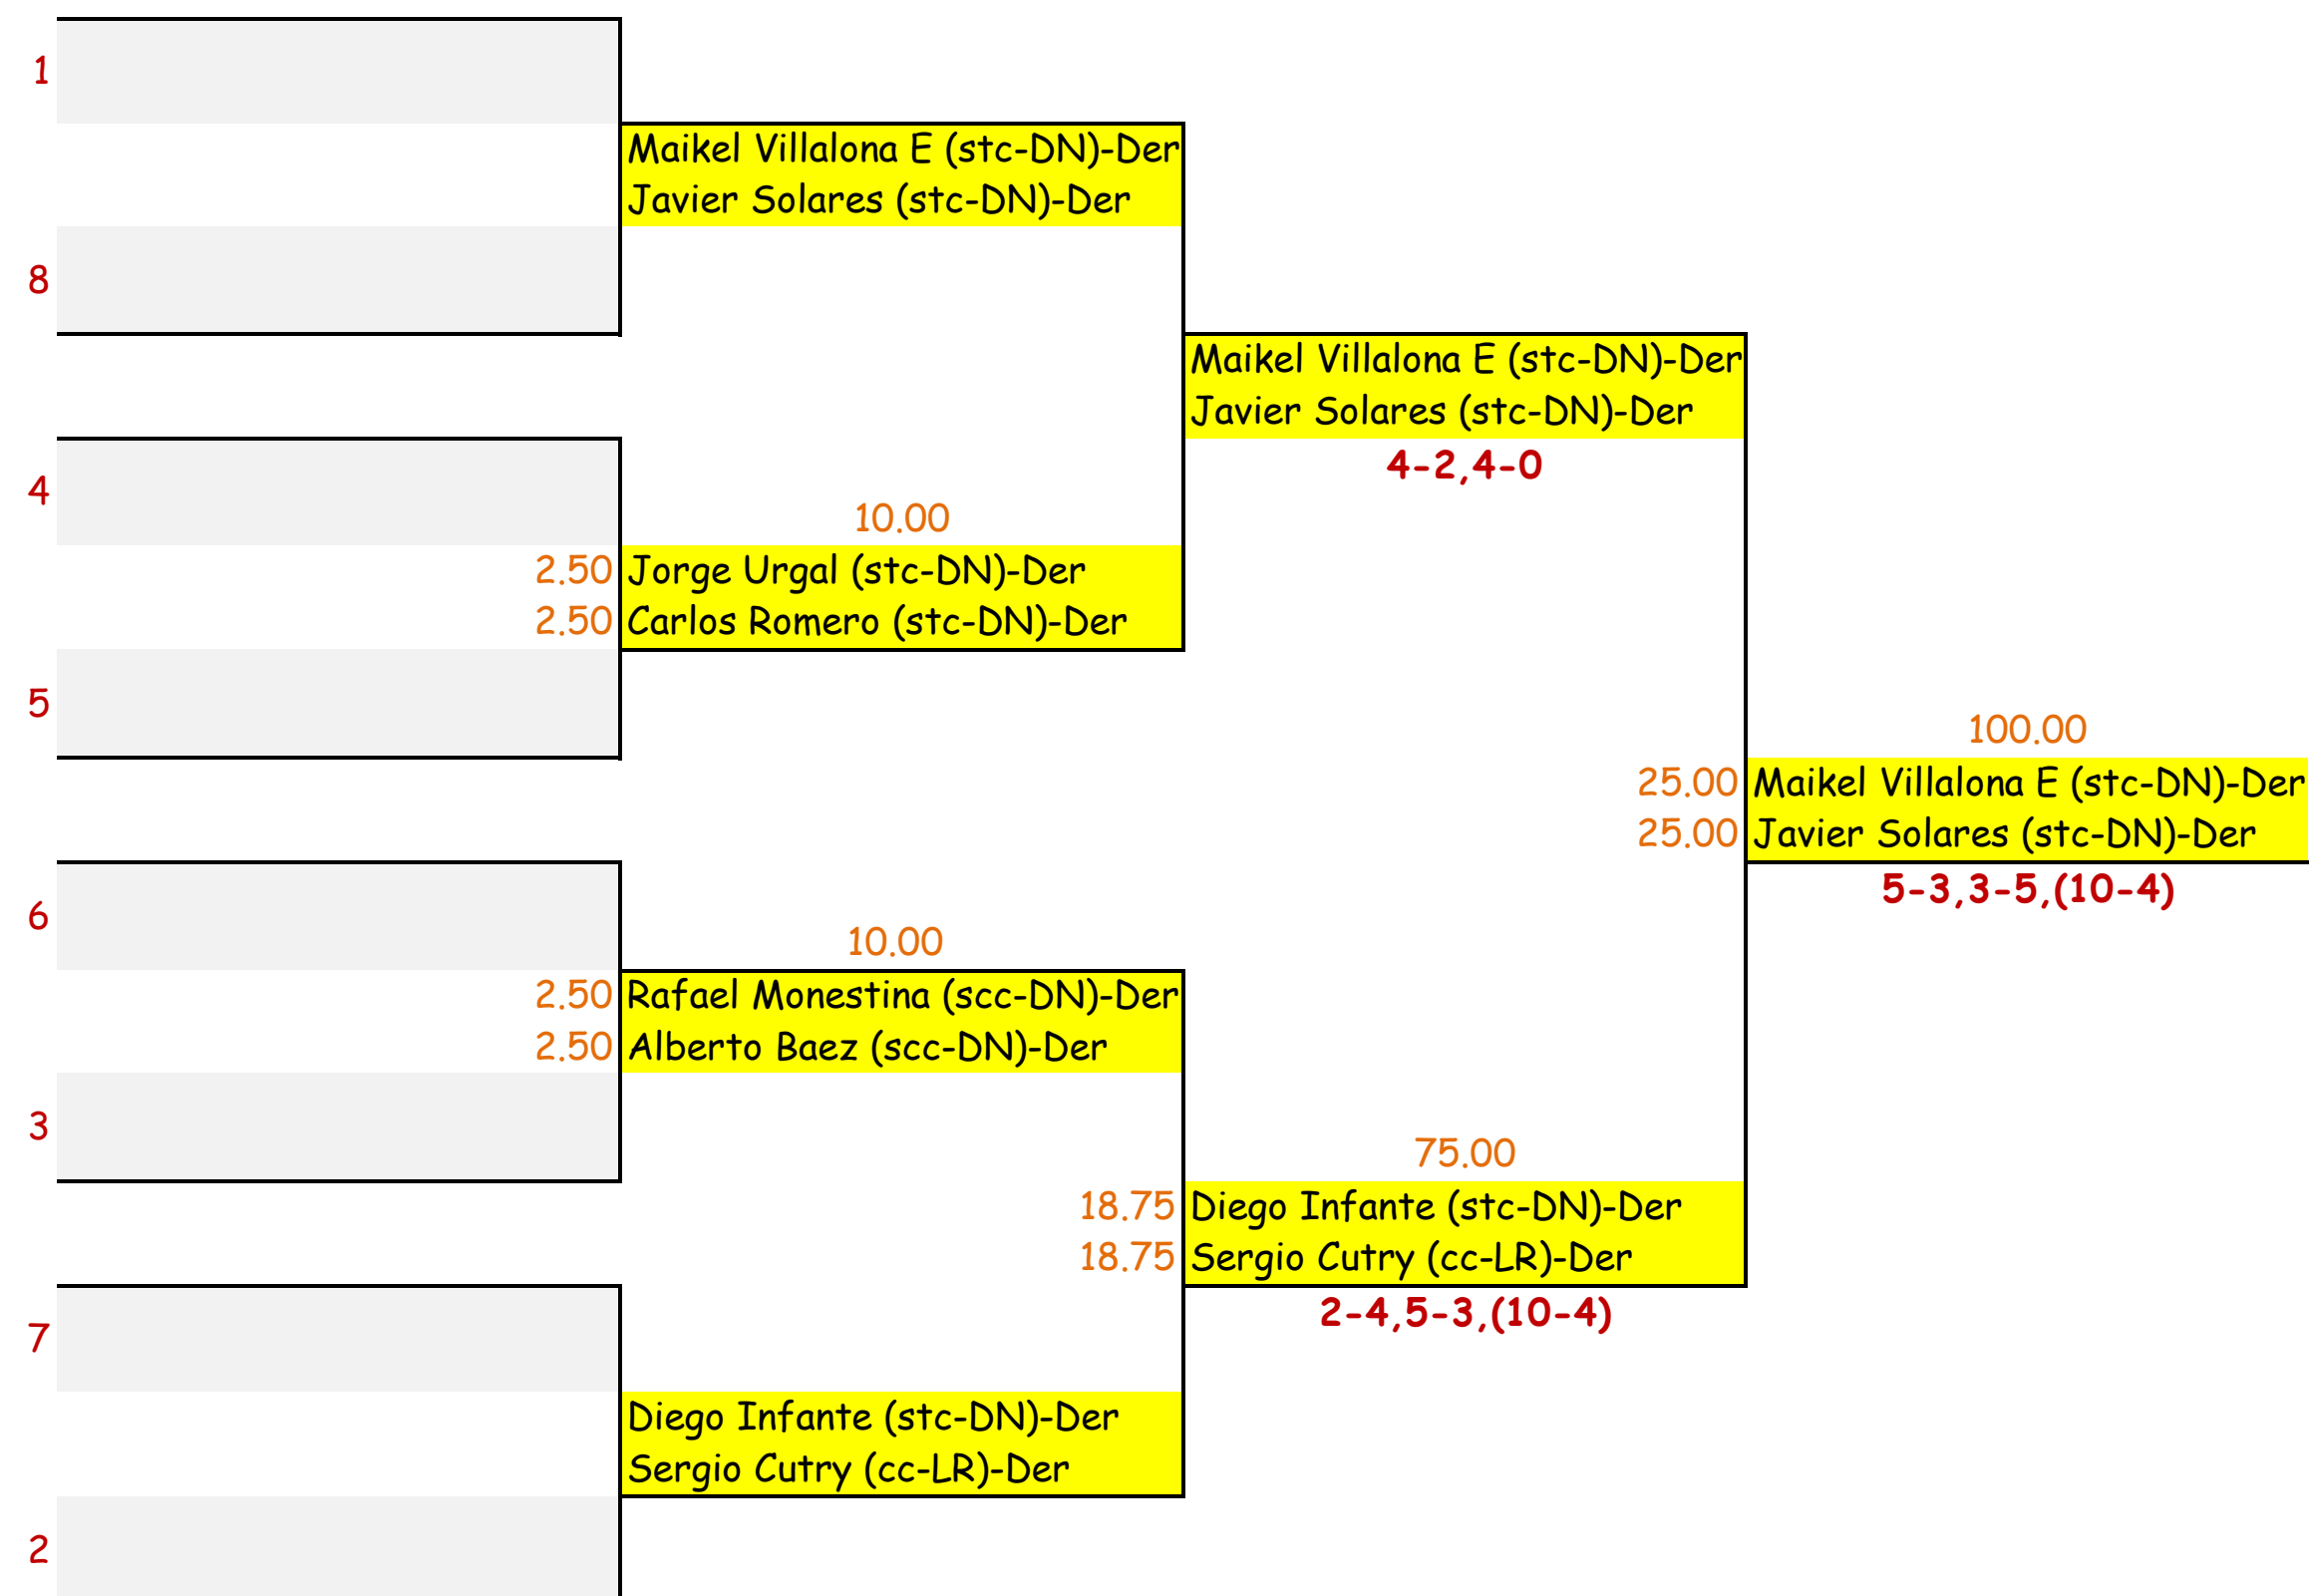 1
Maikel Villalona E (stc-DN)-Der
Javier Solares (stc-DN)-Der
8
Maikel Villalona E (stc-DN)-Der
Javier Solares (stc-DN)-Der
4-2,4-0
4
10.00
2.50 Jorge Urgal (stc-DN)-Der
2.50 Carlos Romero (stc-DN)-Der
5
100.00
25.00 Maikel Villalona E (stc-DN)-Der
25.00 Javier Solares (stc-DN)-Der
5-3,3-5,(10-4)
6
10.00
2.50 Rafael Monestina (scc-DN)-Der
2.50 Alberto Baez (scc-DN)-Der
3
75.00
18.75 Diego Infante (stc-DN)-Der
18.75 Sergio Cutry (cc-LR)-Der
2-4,5-3,(10-4)
7
Diego Infante (stc-DN)-Der
Sergio Cutry (cc-LR)-Der
2